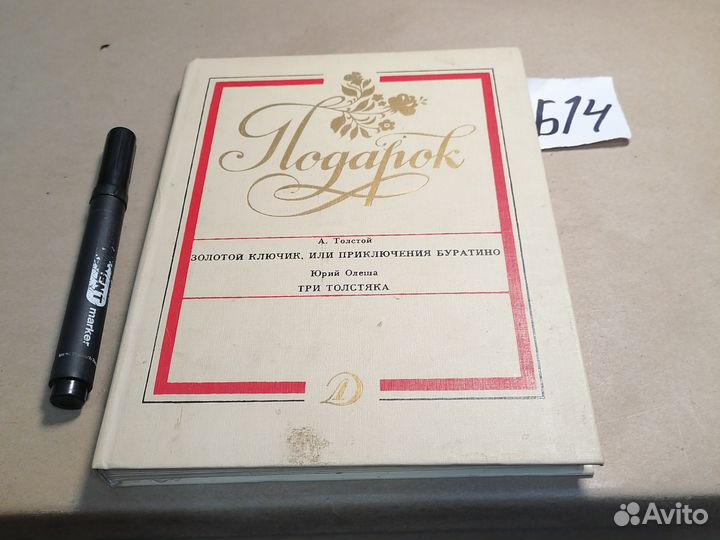 Подарок
А. Толстой
ЗОЛОТОЙ КЛЮЧИК, ИЛИ ПРИКЛЮЧЕНИЯ БУРАТИНО
Юрий Олеша
ТРИ ТОЛСТЯКА
Б14
marker
Avito